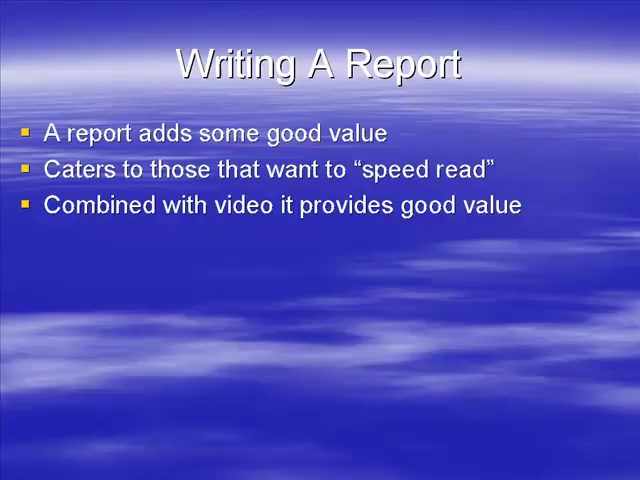 Writing A Report
A report adds some good value
Caters to those that want to “speed read”
Combined with video it provides good value